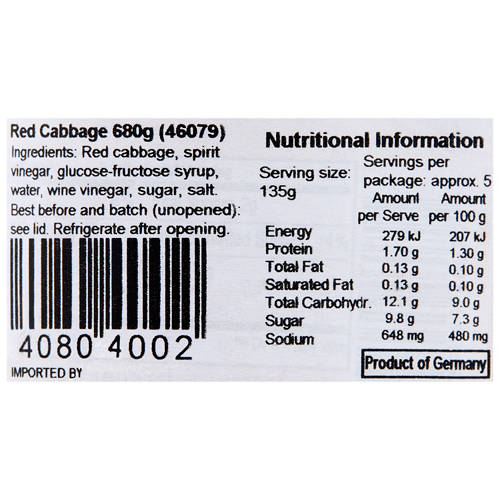 Red Cabbage 680g (46079)
Ingredients: Red cabbage, spirit
vinegar, glucose-fructose syrup,
water, wine vinegar, sugar, salt.
Best before and batch (unopened):
see lid. Refrigerate after opening.
4080 4002
IMPORTED BY
Nutritional Information
Serving size:
135g
Servings per
package: approx. 5
Amount Amount
per Serve per 100 g
Energy 279 kJ 207 kJ
Protein 1.70 g 1.30 g
Total Fat 0.13 g 0.10 g
Saturated Fat 0.13 g 0.10 g
Total Carbohydr. 12.1 g 9.0 g
Sugar 9.8 g 7.3 g
Sodium 648 mg 480 mg
Product of Germany